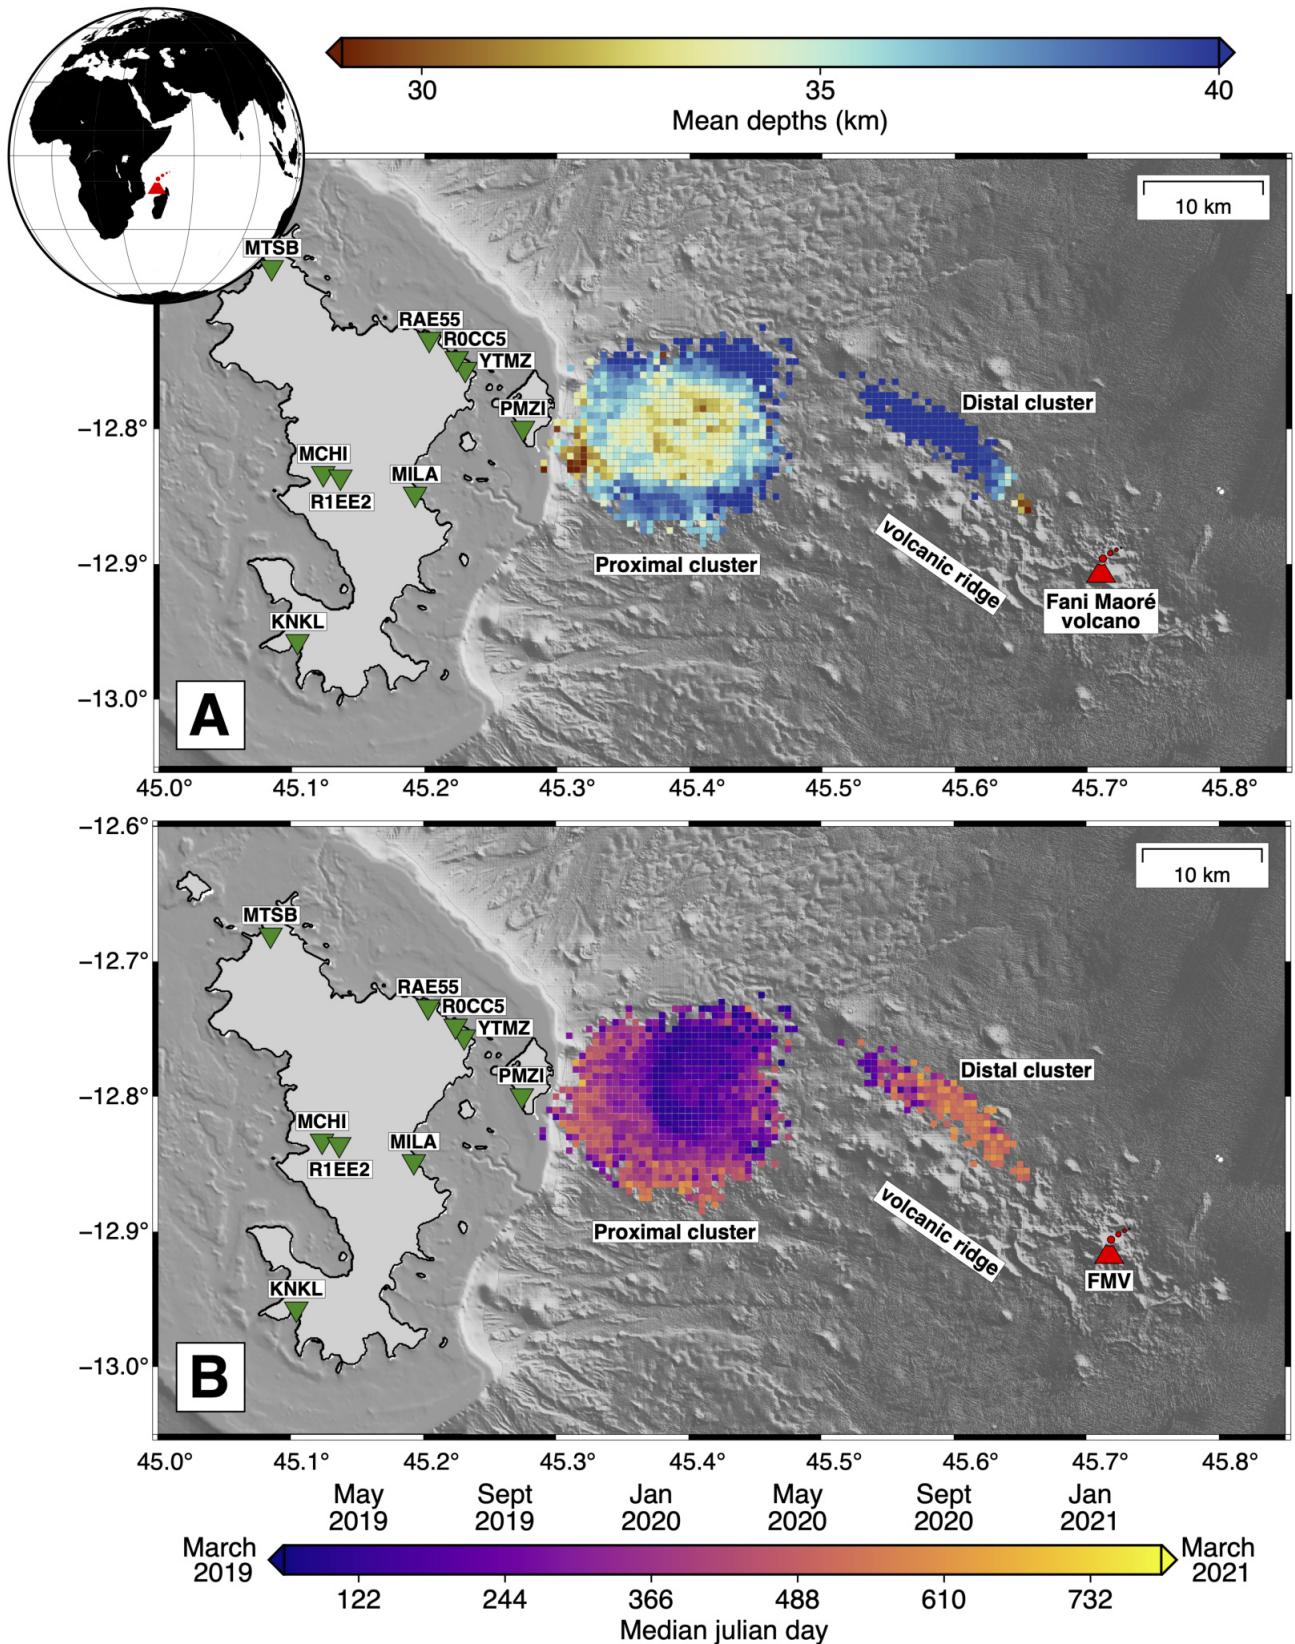 30
35
40
Mean depths (km)
10 km
MTSB
RAE55
R0CC5
YTMZ
PMZI
Distal cluster
−12.8°
MCHI
MILA
R1EE2
volcanic ridge
Proximal cluster
−12.9°
Fani Maoré
volcano
KNKL
A
−13.0°
45.0°
45.1°
45.2°
45.3°
45.4°
45.5°
45.6°
45.7°
45.8°
−12.6°
10 km
MTSB
−12.7°
RAE55
R0CC5
YTMZ
PMZI
Distal cluster
−12.8°
MCHI
MILA
R1EE2
volcanic ridge
Proximal cluster
−12.9°
FMV
KNKL
B
−13.0°
45.0°
45.1°
45.2°
45.3°
45.4°
45.5°
45.6°
45.7°
45.8°
May
2019
Sept
2019
Jan
2020
May
2020
Sept
2020
Jan
2021
March
2019
March
2021
122
244
366
488
610
732
Median julian day